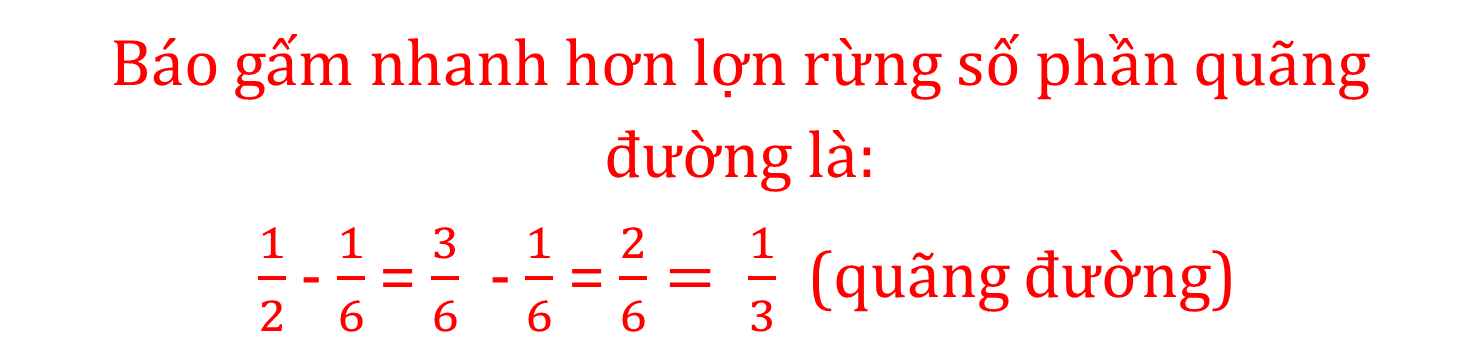 Báo gấm nhanh hơn lợn rừng số phần quãng
đường là:
1/2 - 1/6 = 3/6 - 1/6 = 2/6 = 1/3 (quãng đường)